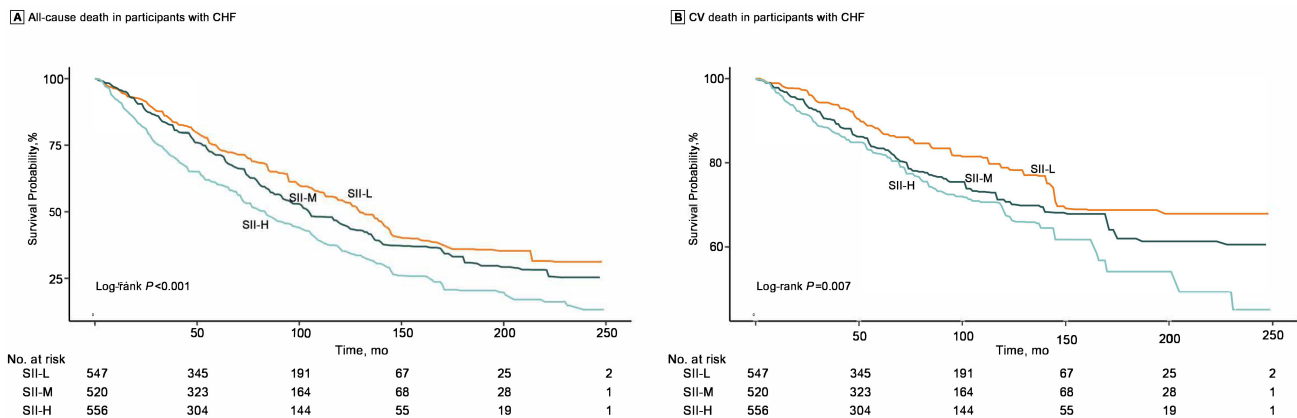 A All-cause death in participants with CHF
100
75
50
25
Survival Probability,%
SII-L
SII-M
SII-H
Log-rank P<0.001
50 100 150 200 250
Time, mo
No. at risk
SII-L 547 345 191 67 25 2
SII-M 520 323 164 68 28 1
SII-H 556 304 144 55 19 1
B CV death in participants with CHF
100
80
60
Survival Probability,%
SII-L
SII-M
SII-H
Log-rank P=0.007
50 100 150 200 250
Time, mo
No. at risk
SII-L 547 345 191 67 25 2
SII-M 520 323 164 68 28 1
SII-H 556 304 144 55 19 1